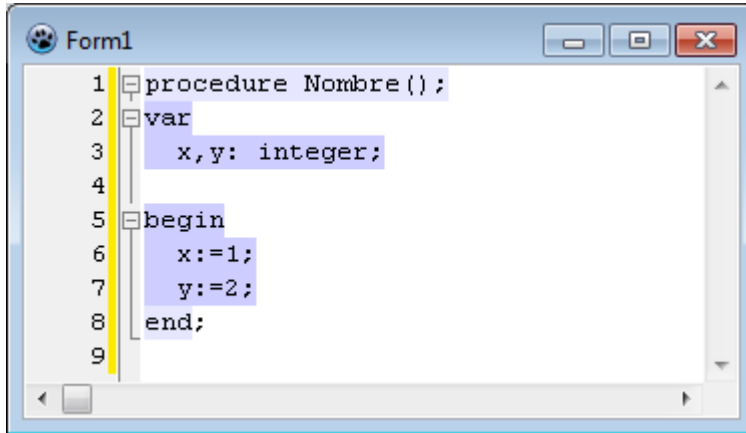 Form1
1 procedure Nombre();
2 var
3   x,y: integer;
4
5 begin
6   x:=1;
7   y:=2;
8 end;
9